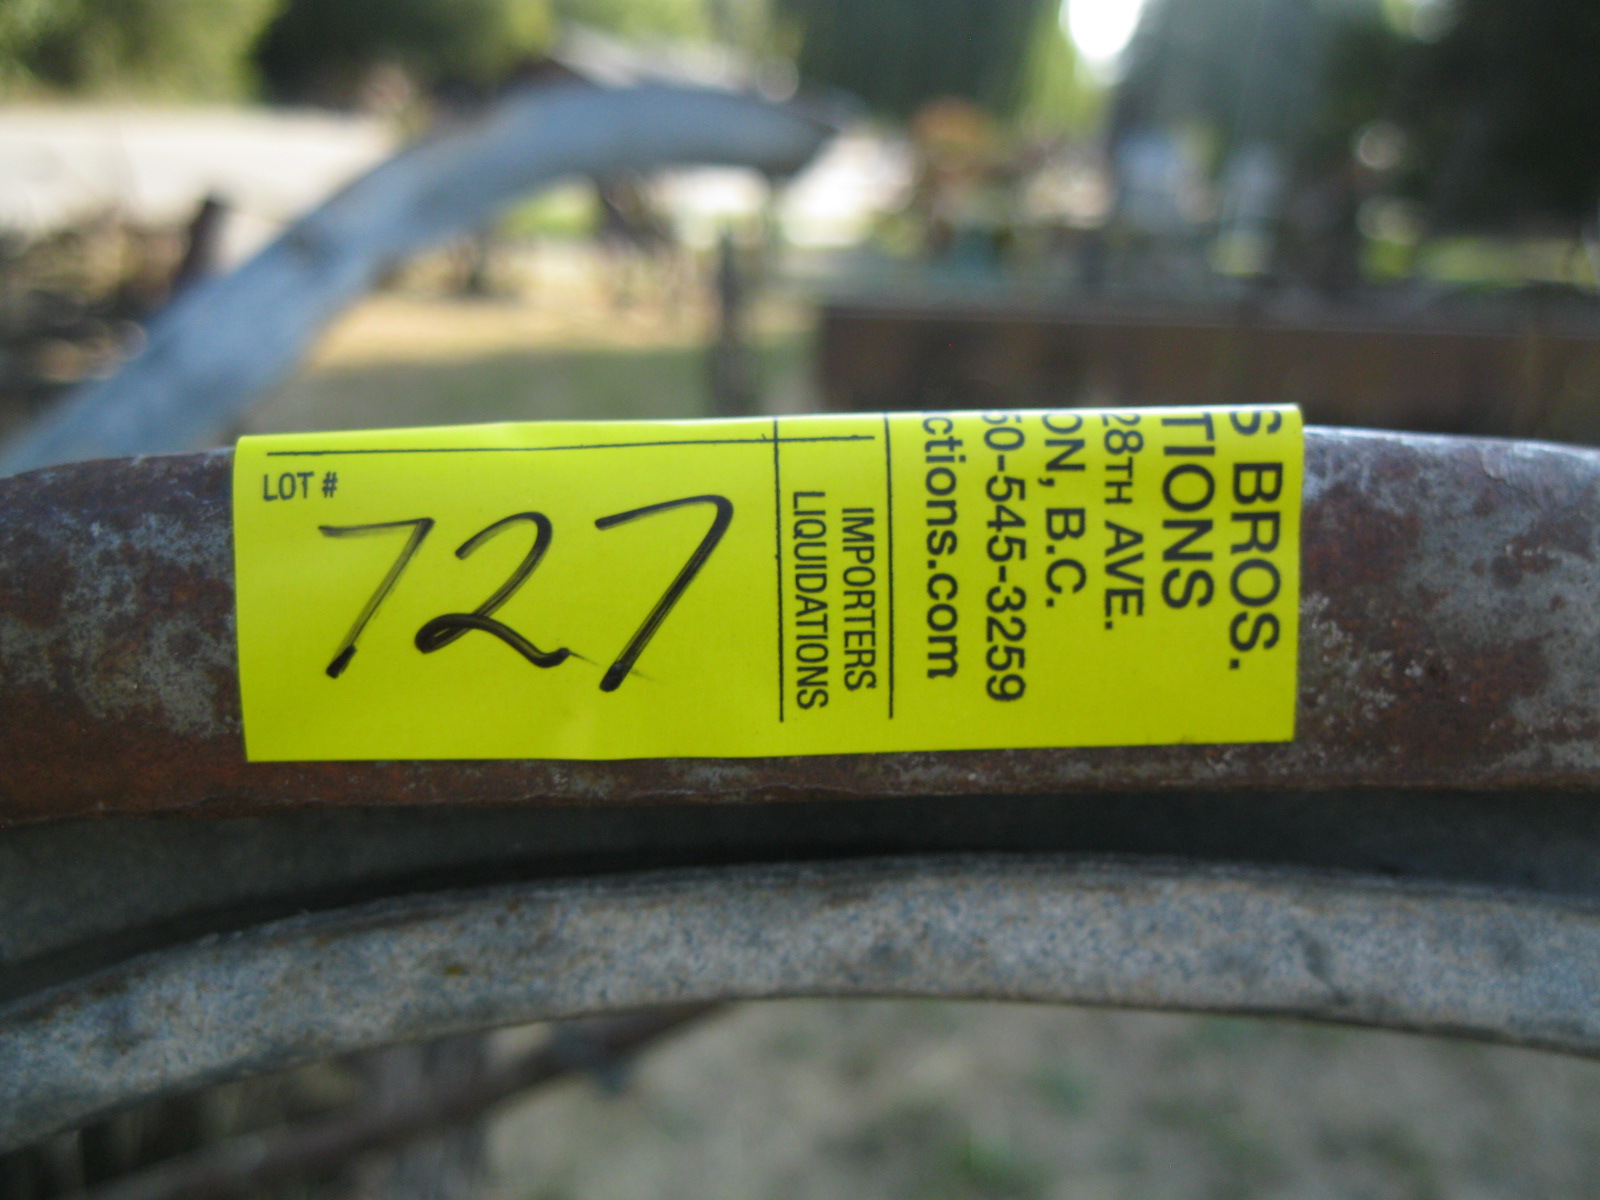 LOT #
727
IMPORTERS
LIQUIDATIONS
S BROS.
TIONS
28TH AVE.
ON, B.C.
50-545-3259
ctions.com